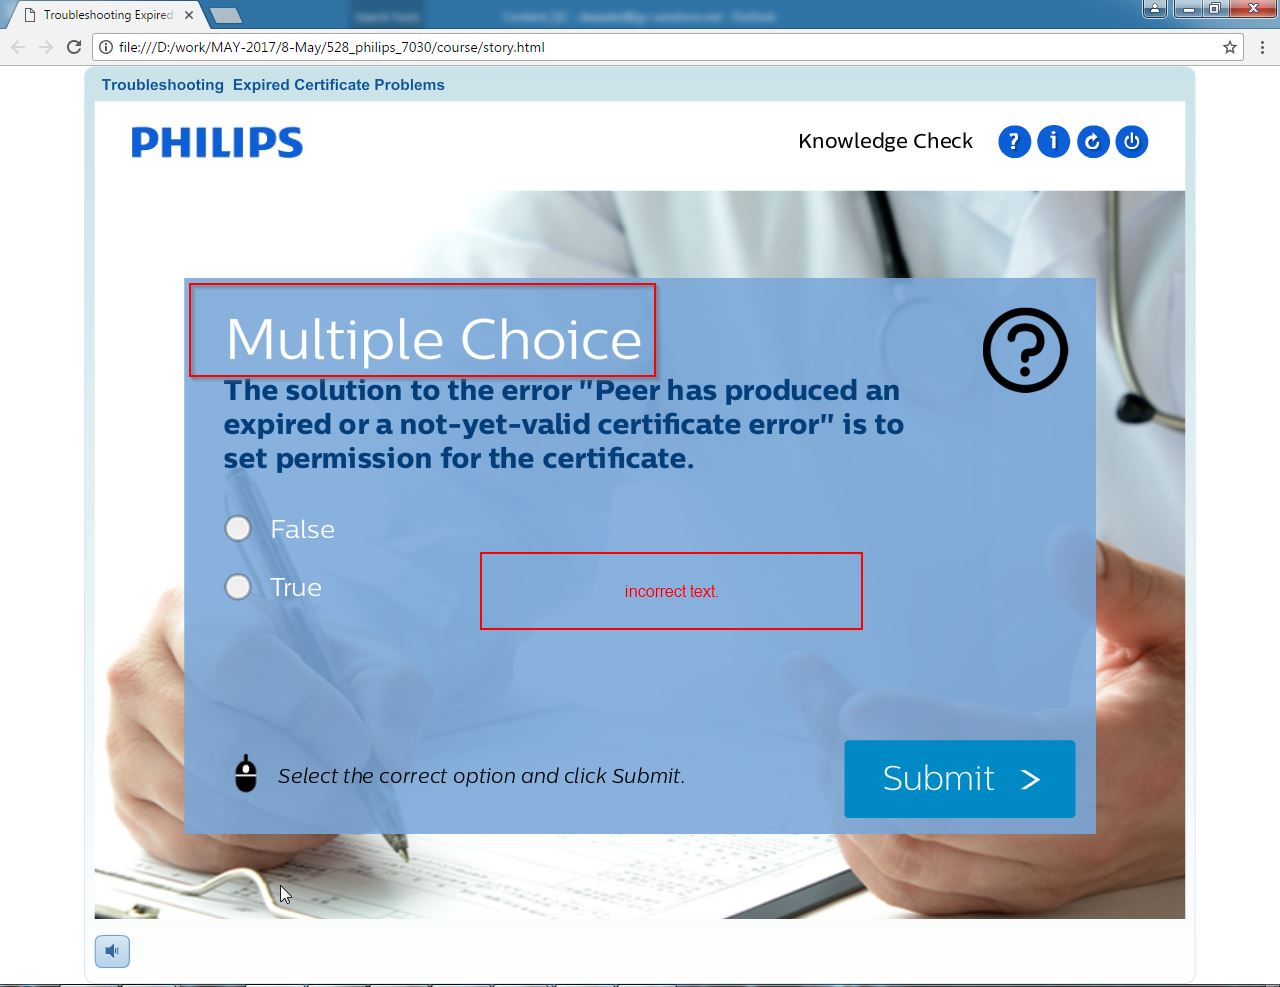 Troubleshooting Expired
file:///D:/work/MAY-2017/8-May/528_philips_7030/course/story.html
Troubleshooting  Expired Certificate Problems
PHILIPS
Knowledge Check
Multiple Choice
The solution to the error "Peer has produced an
expired or a not-yet-valid certificate error" is to
set permission for the certificate.
False
True
incorrect text.
Select the correct option and click Submit.
Submit >